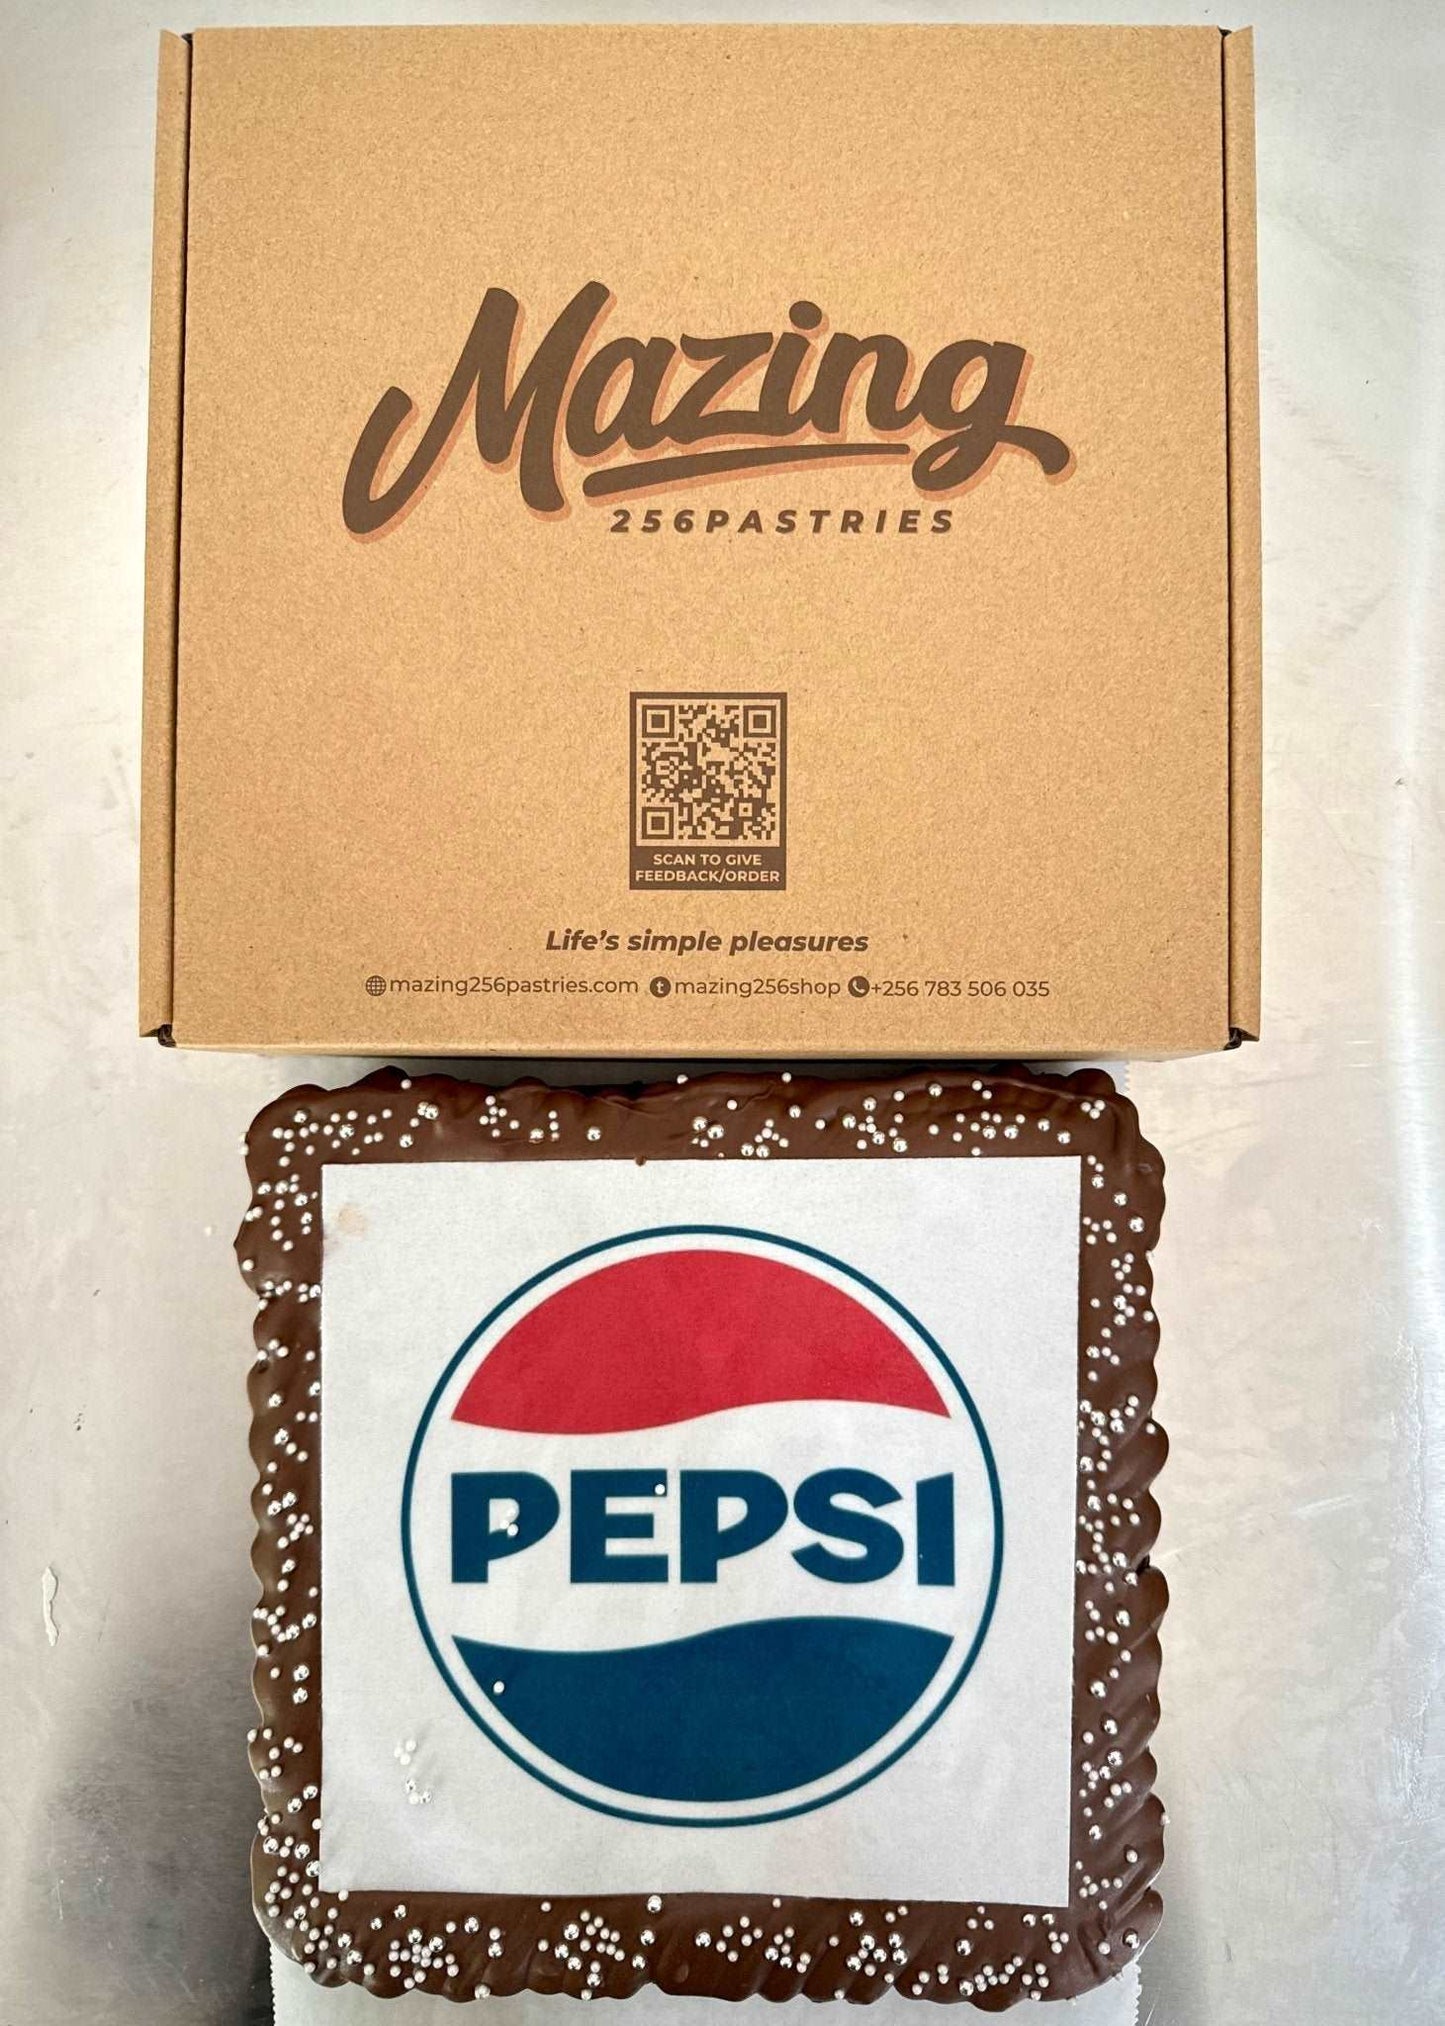 Mazing
256PASTRIES
SCAN TO GIVE
FEEDBACK/ORDER
Life's simple pleasures
mazing256pastries.com t mazing256shop +256 783 506 035
PEPSI